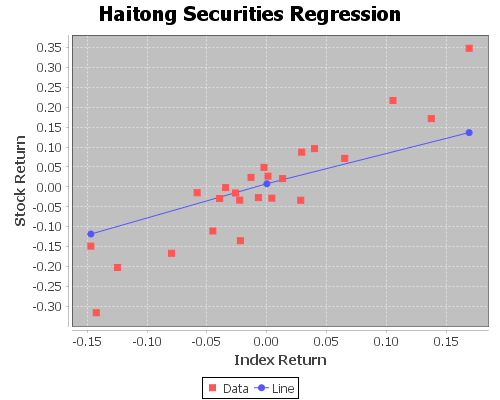 Haitong Securities Regression
Stock Return
0.35
0.30
0.25
0.20
0.15
0.10
0.05
0.00
-0.05
-0.10
-0.15
-0.20
-0.25
-0.30
-0.15 -0.10 -0.05 0.00 0.05 0.10 0.15
Index Return
Data Line